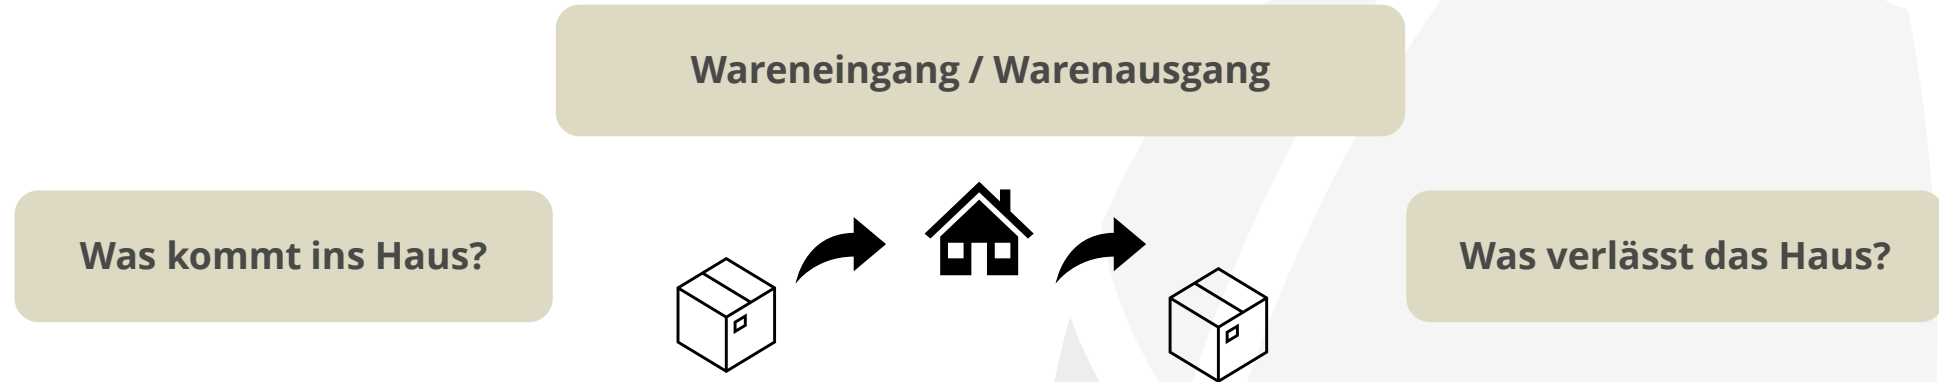 Wareneingang / Warenausgang
Was kommt ins Haus?
Was verlässt das Haus?